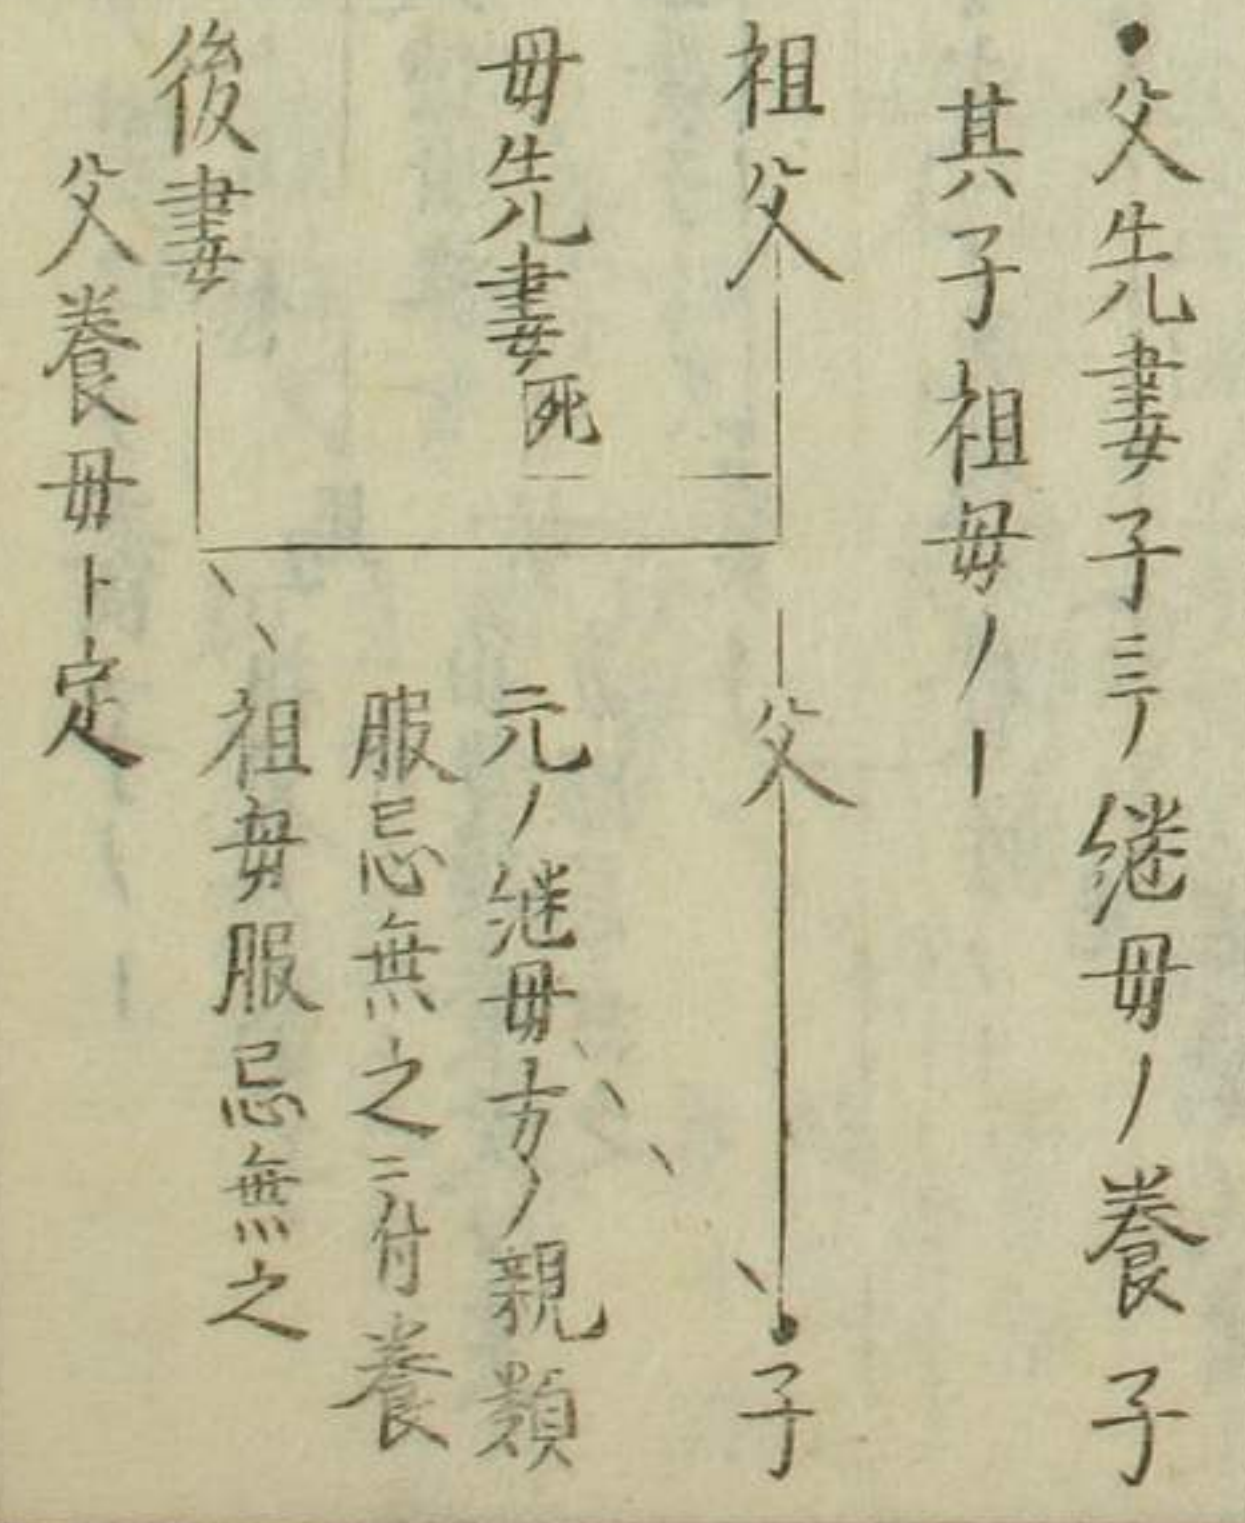 父先妻子ニテ継母ノ養子
其子祖母ノ一
祖父
父
子
母先妻死
元ノ継母方ノ親類
服忌無之ニ付養
祖母服忌無之
後妻
父養母ト定